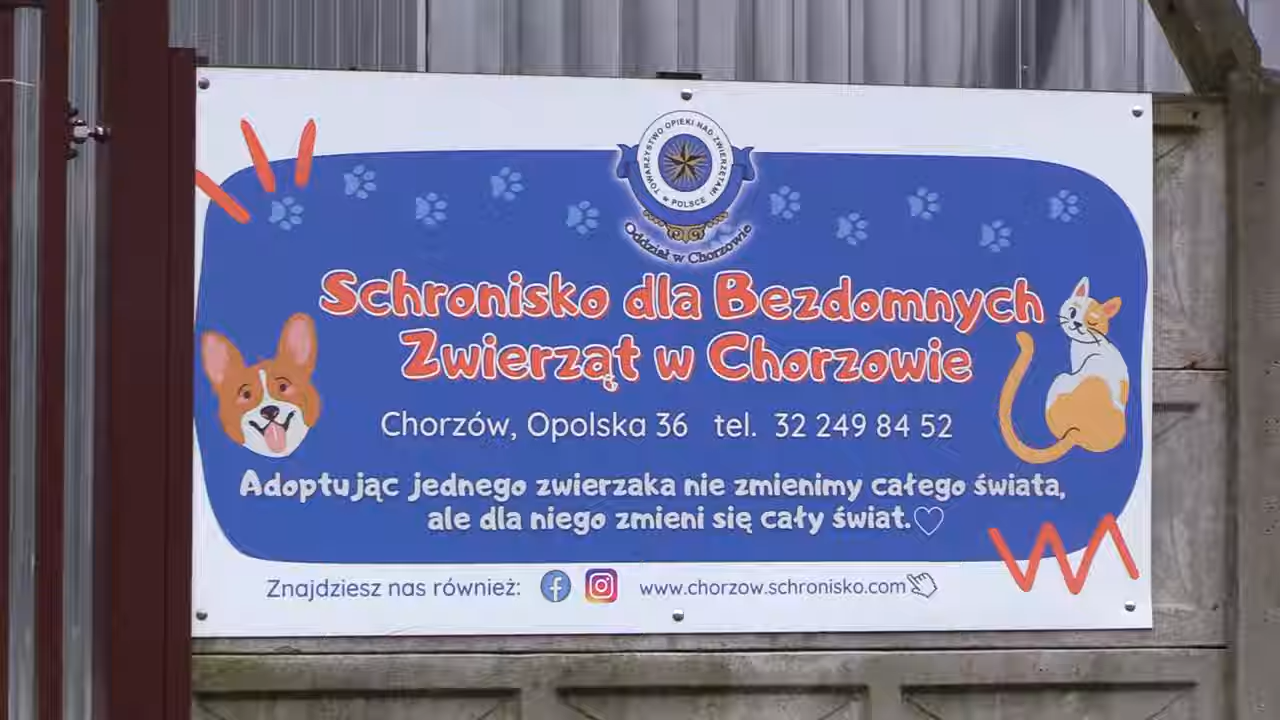 TOWARZYSTWO OPIEKI NAD ZWIERZĘTAMI
w POLSCE
Oddział w Chorzowie
Schronisko dla Bezdomnych
Zwierząt w Chorzowie
Chorzów, Opolska 36 tel. 32 249 84 52
Adoptując jednego zwierzaka nie zmienimy całego świata,
ale dla niego zmieni się cały świat.
Znajdziesz nas również: www.chorzow.schronisko.com